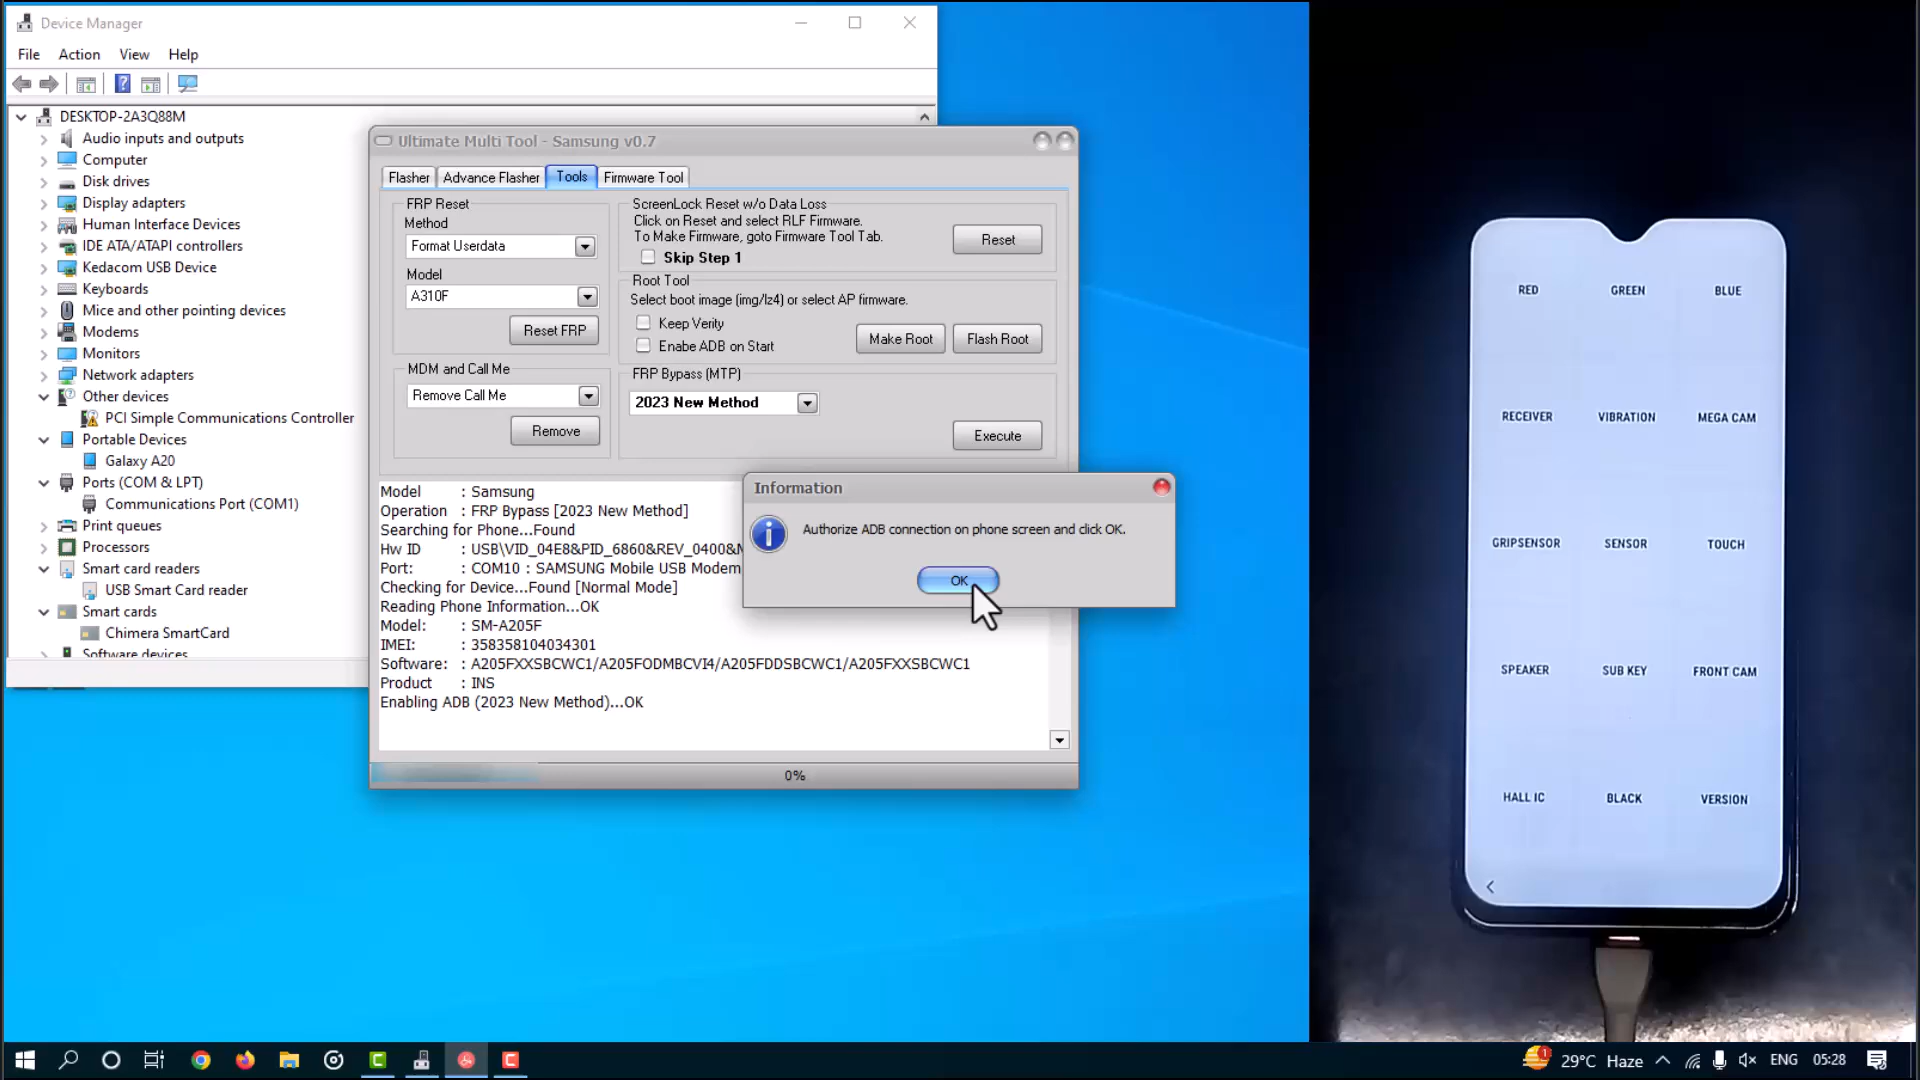 Device Manager
File Action View Help
DESKTOP-2A3Q88M
Audio inputs and outputs
Computer
Disk drives
Display adapters
Human Interface Devices
IDE ATA/ATAPI controllers
Kedacom USB Device
Keyboards
Mice and other pointing devices
Modems
Monitors
Network adapters
Other devices
PCI Simple Communications Controller
Portable Devices
Galaxy A20
Ports (COM & LPT)
Communications Port (COM1)
Print queues
Processors
Smart card readers
USB Smart Card reader
Smart cards
Chimera SmartCard
Software devices
Ultimate Multi Tool - Samsung v0.7
Flasher Advance Flasher Tools Firmware Tool
FRP Reset
Method
Format Userdata
Model
A310F
Reset FRP
MDM and Call Me
Remove Call Me
Remove
ScreenLock Reset w/o Data Loss
Click on Reset and select RLF Firmware.
To Make Firmware, goto Firmware Tool Tab.
Skip Step 1
Reset
Root Tool
Select boot image (img/lz4) or select AP firmware.
Keep Verity
Enabe ADB on Start
Make Root Flash Root
FRP Bypass (MTP)
2023 New Method
Execute
Model : Samsung
Operation : FRP Bypass [2023 New Method]
Searching for Phone...Found
Hw ID : USB\VID_04E8&PID_6860&REV_0400&
Port: : COM10 : SAMSUNG Mobile USB Modem
Checking for Device...Found [Normal Mode]
Reading Phone Information...OK
Model: : SM-A205F
IMEI: : 358358104034301
Software: : A205FXXSBCWC1/A205FODMBCVI4/A205FDDSBCWC1/A205FXXSBCWC1
Product : INS
Enabling ADB (2023 New Method)...OK
0%
Information
Authorize ADB connection on phone screen and click OK.
OK
RED GREEN BLUE
RECEIVER VIBRATION MEGA CAM
GRIPSENSOR SENSOR TOUCH
SPEAKER SUB KEY FRONT CAM
HALL IC BLACK VERSION
1 29°C Haze ENG 05:28